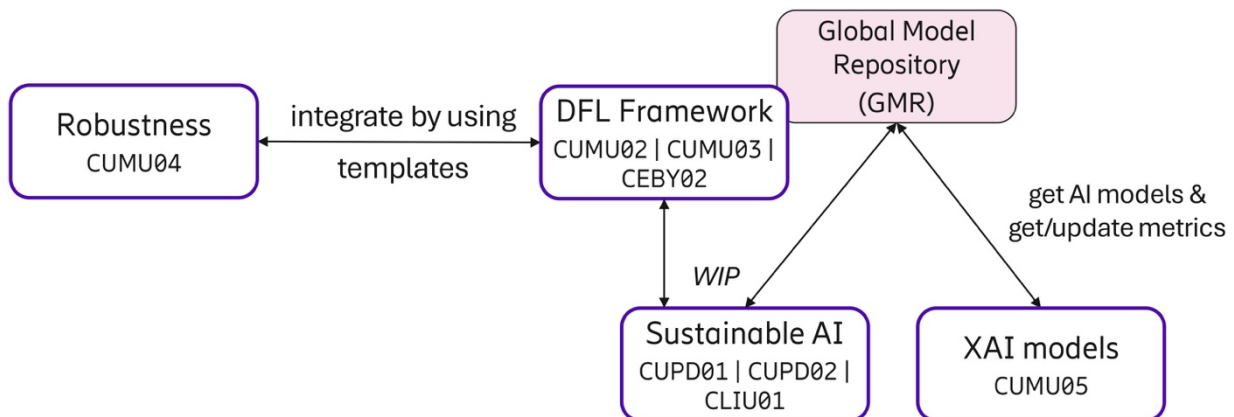 Global Model
Repository
(GMR)
Robustness
CUMU04
integrate by using
templates
DFL Framework
CUMU02 | CUMU03 |
CEBY02
get AI models &
get/update metrics
WIP
Sustainable AI
CUPD01 | CUPD02 |
CLIU01
XAI models
CUMU05